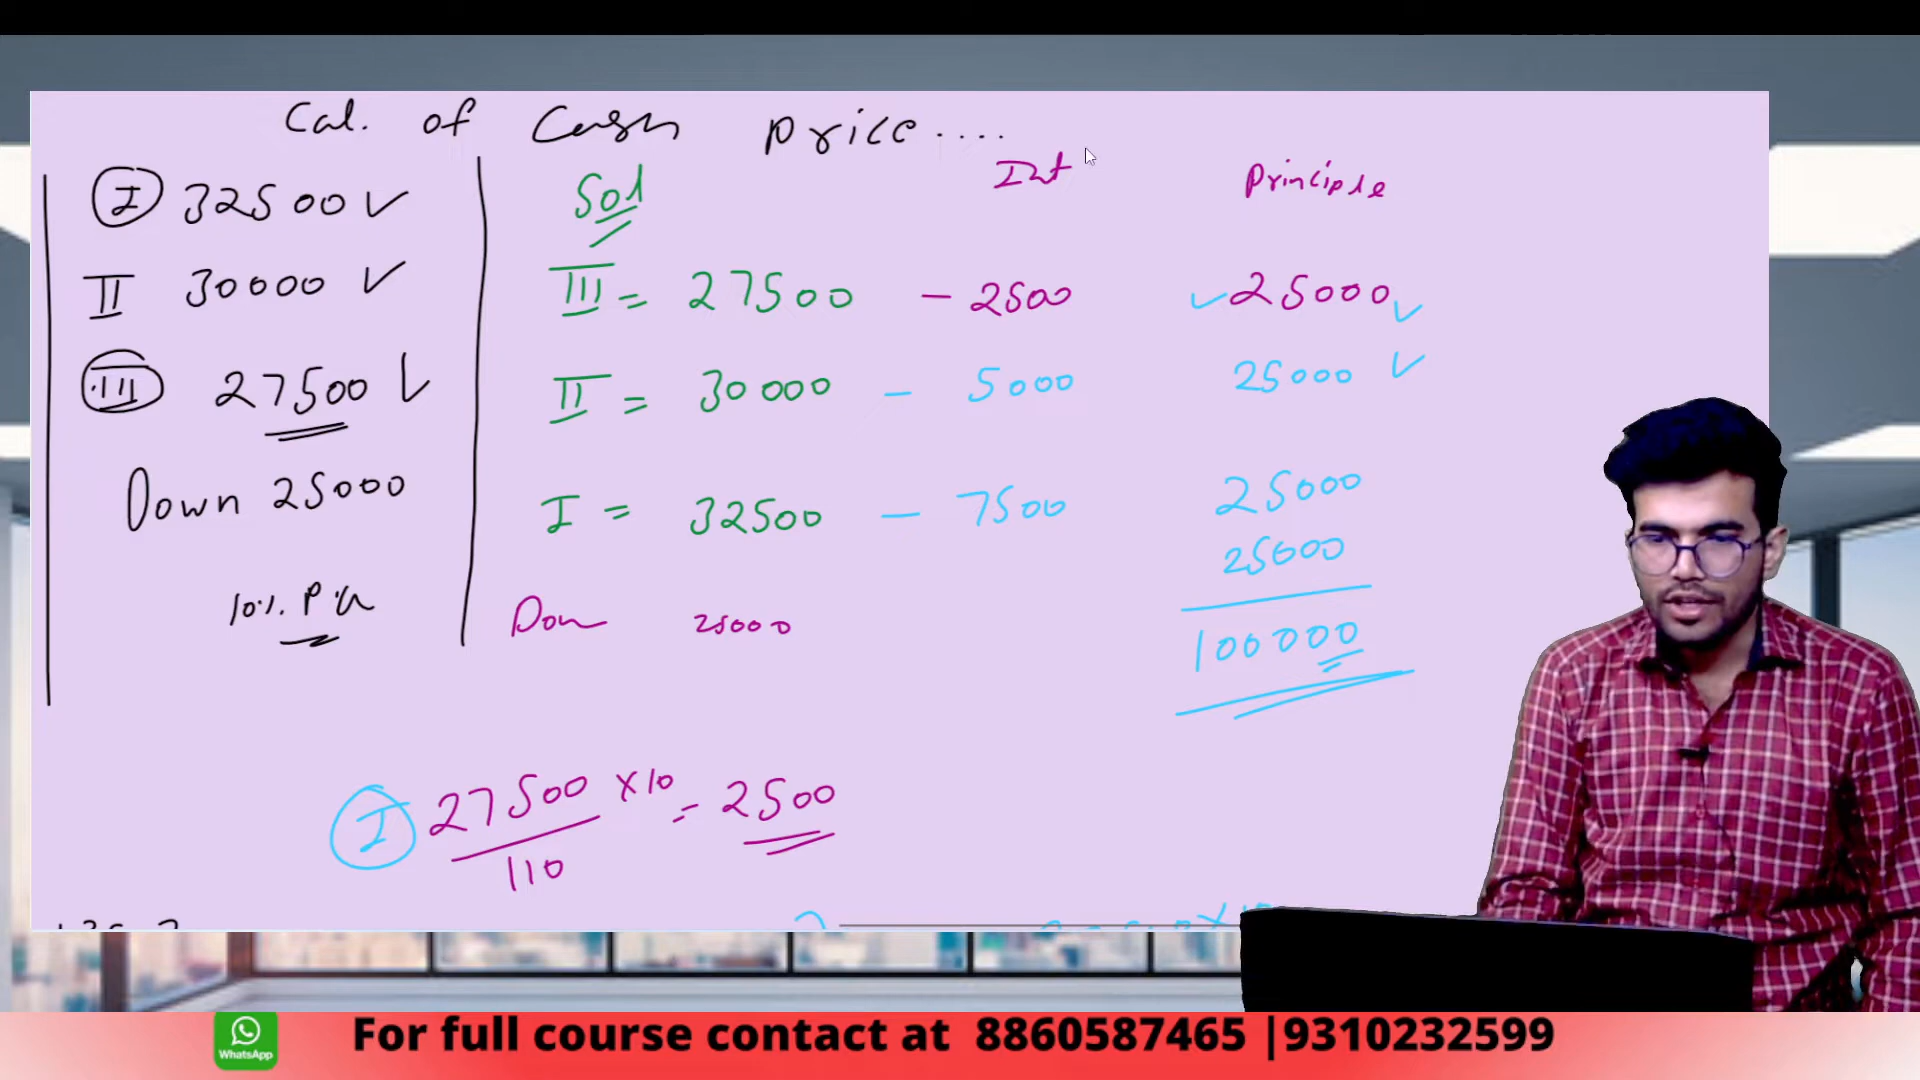 Cal. of Cash price....
I 32500 ✓
II 30000 ✓
III 27500 ✓
Down 25000
10%. P.a
Sol
Int
Principle
III = 27500 - 2500 ✓25000✓
II = 30000 - 5000 25000 ✓
I = 32500 - 7500 25000
25000
Down 25000
100000
I 27500 ×10 = 2500
110
WhatsApp
For full course contact at 8860587465 |9310232599